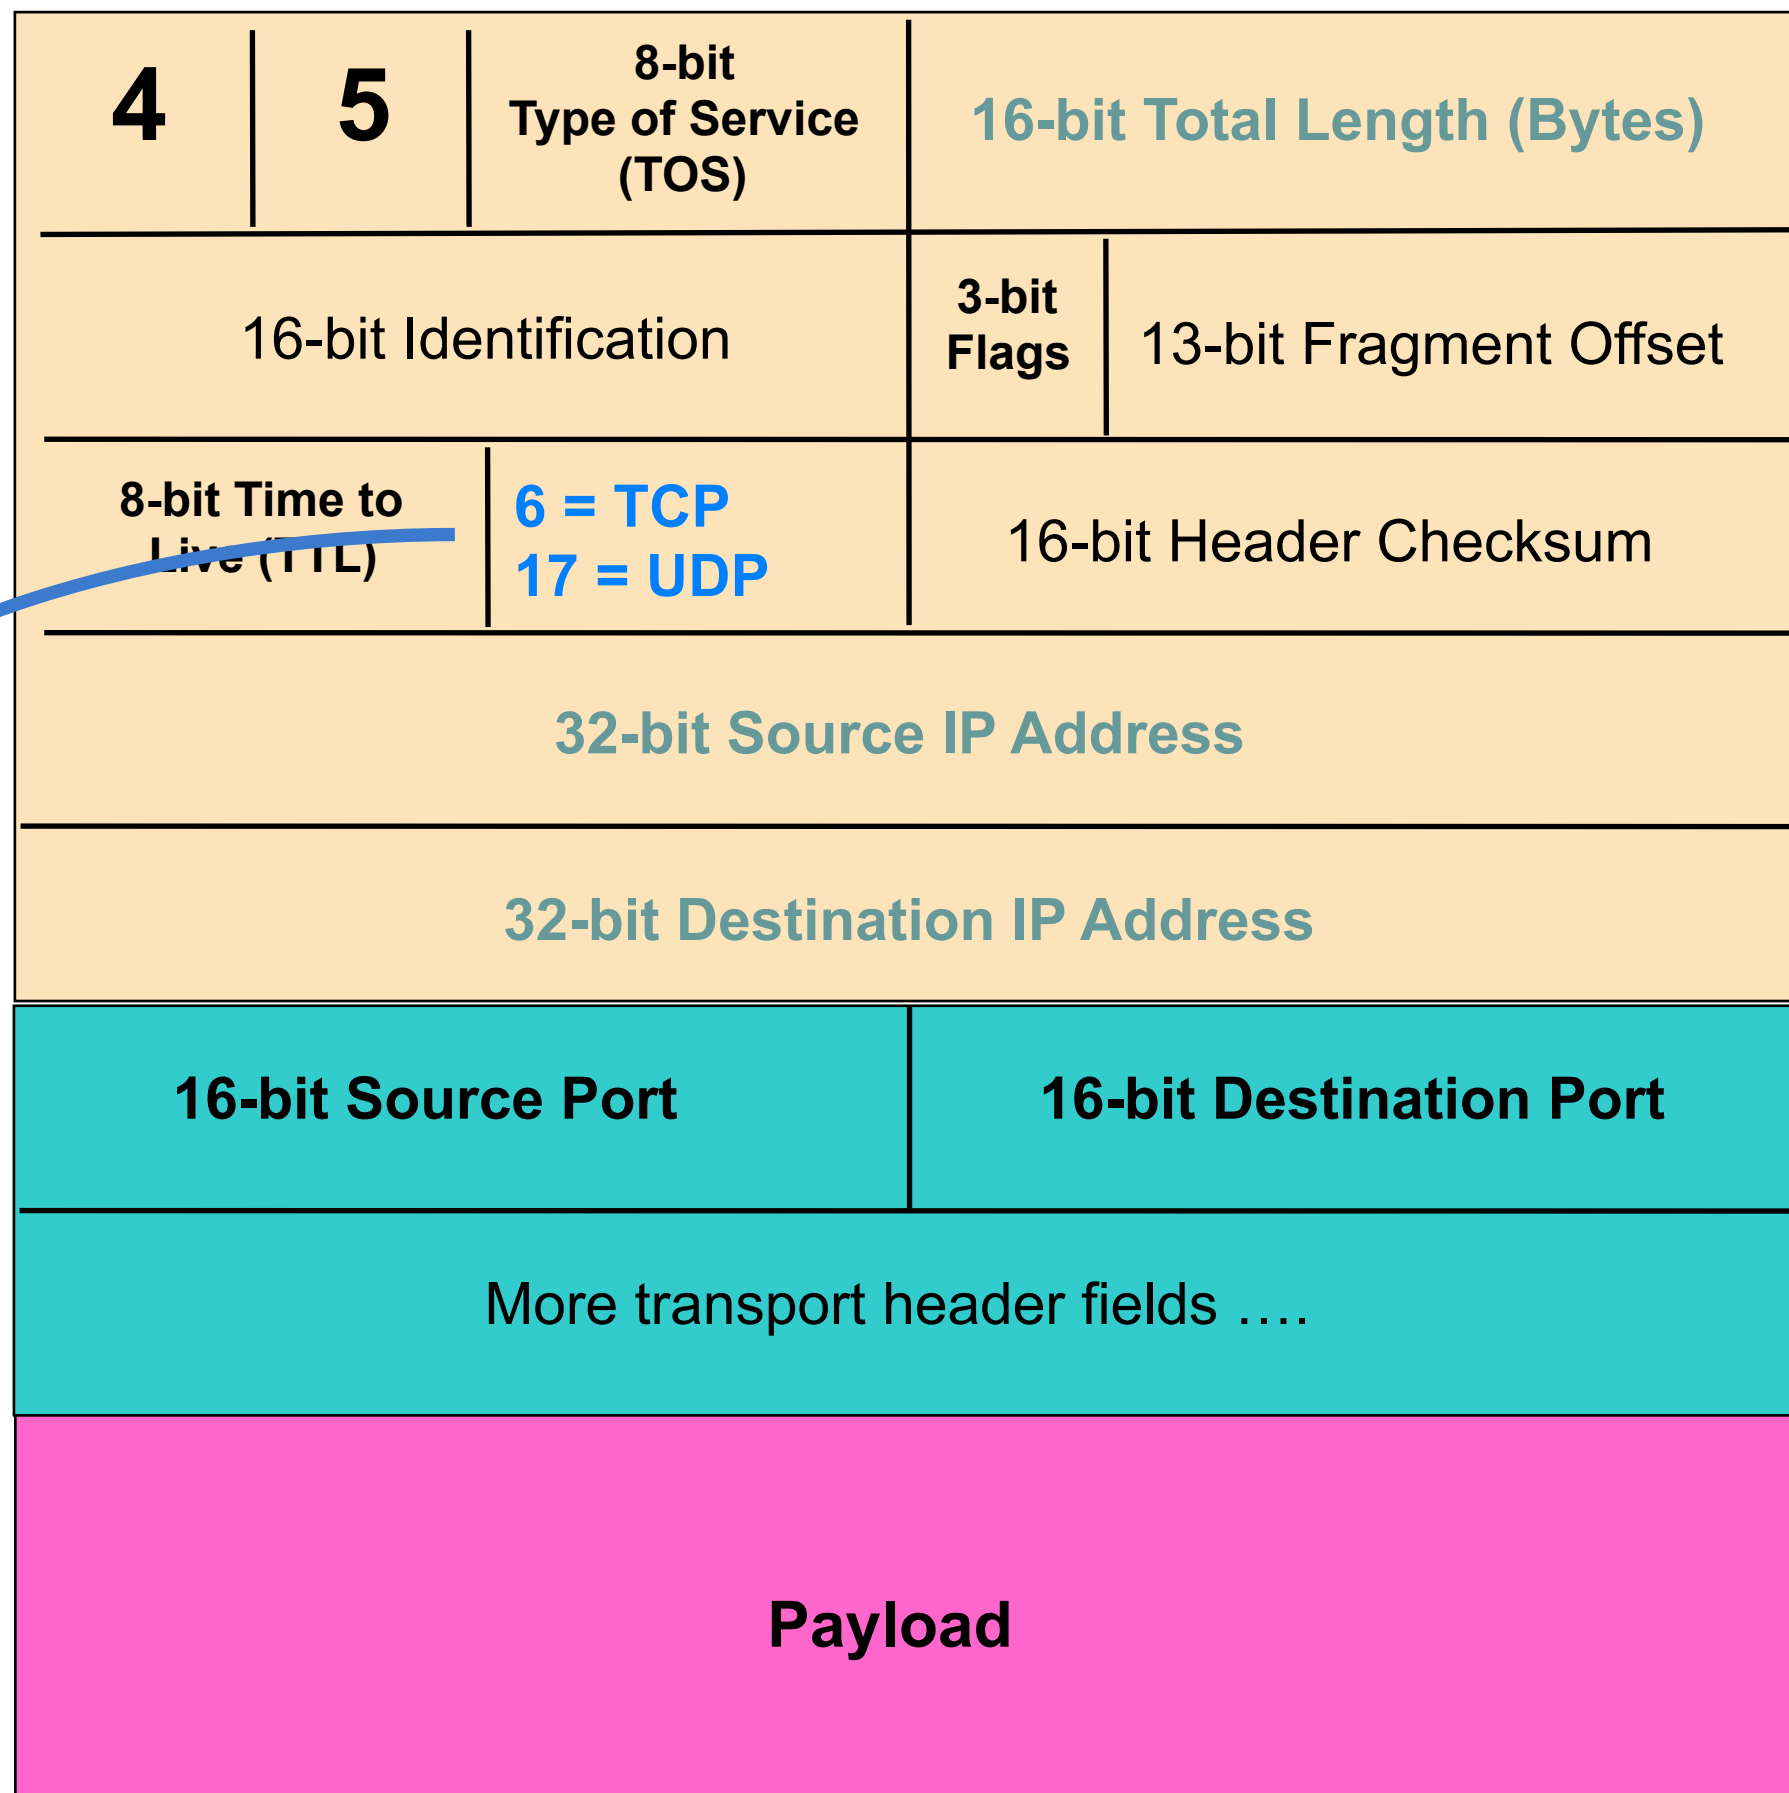 4
5
8-bit
Type of Service
(TOS)
16-bit Total Length (Bytes)
16-bit Identification
3-bit
Flags
13-bit Fragment Offset
8-bit Time to
Live (TTL)
6 = TCP
17 = UDP
16-bit Header Checksum
32-bit Source IP Address
32-bit Destination IP Address
16-bit Source Port
16-bit Destination Port
More transport header fields ….
Payload